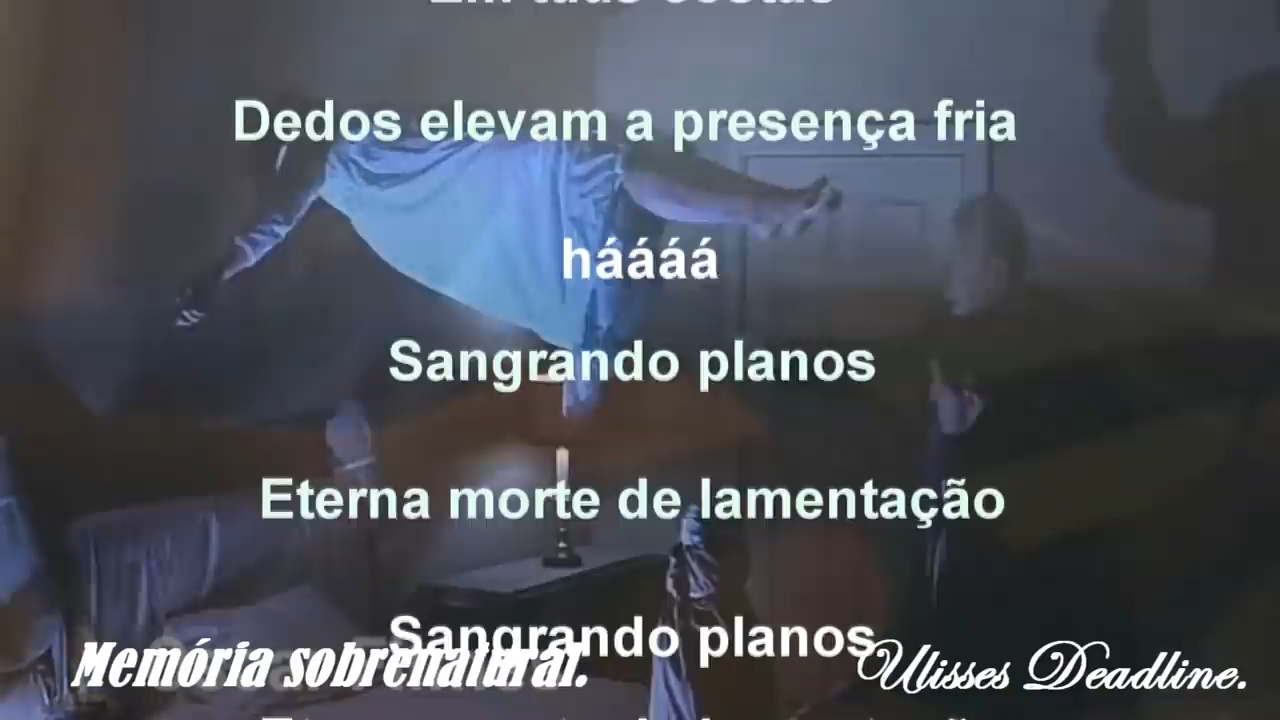 Dedos elevam a presença fria
háááá
Sangrando planos
Eterna morte de lamentação
Sangrando planos
Memória sobrenatural.
Ulisses Deadline.